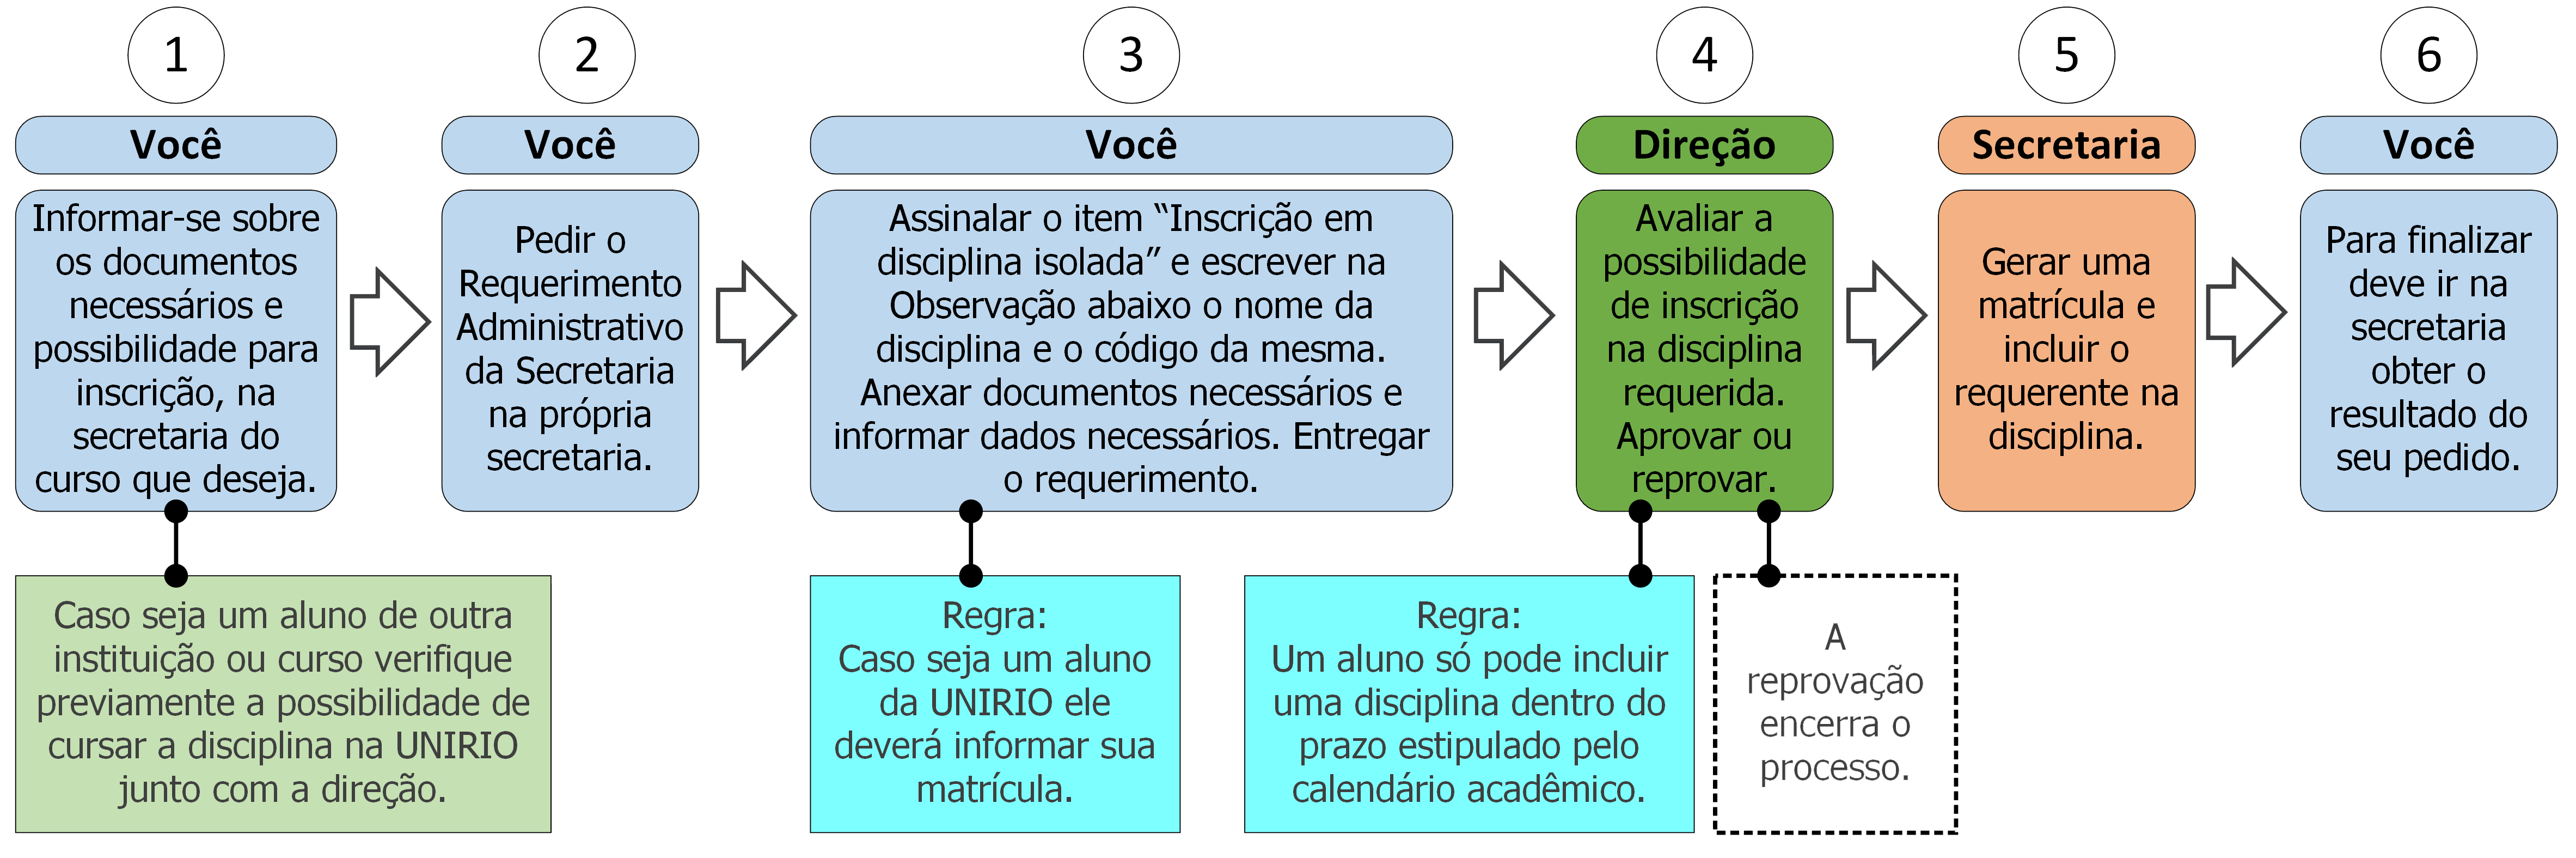 1
Você
Informar-se sobre
os documentos
necessários e
possibilidade para
inscrição, na
secretaria do
curso que deseja.
Caso seja um aluno de outra
instituição ou curso verifique
previamente a possibilidade de
cursar a disciplina na UNIRIO
junto com a direção.
2
Você
Pedir o
Requerimento
Administrativo
da Secretaria
na própria
secretaria.
3
Você
Assinalar o item “Inscrição em
disciplina isolada” e escrever na
Observação abaixo o nome da
disciplina e o código da mesma.
Anexar documentos necessários e
informar dados necessários. Entregar
o requerimento.
Regra:
Caso seja um aluno
da UNIRIO ele
deverá informar sua
matrícula.
4
Direção
Avaliar a
possibilidade
de inscrição
na disciplina
requerida.
Aprovar ou
reprovar.
Regra:
Um aluno só pode incluir
uma disciplina dentro do
prazo estipulado pelo
calendário acadêmico.
A
reprovação
encerra o
processo.
5
Secretaria
Gerar uma
matrícula e
incluir o
requerente na
disciplina.
6
Você
Para finalizar
deve ir na
secretaria
obter o
resultado do
seu pedido.